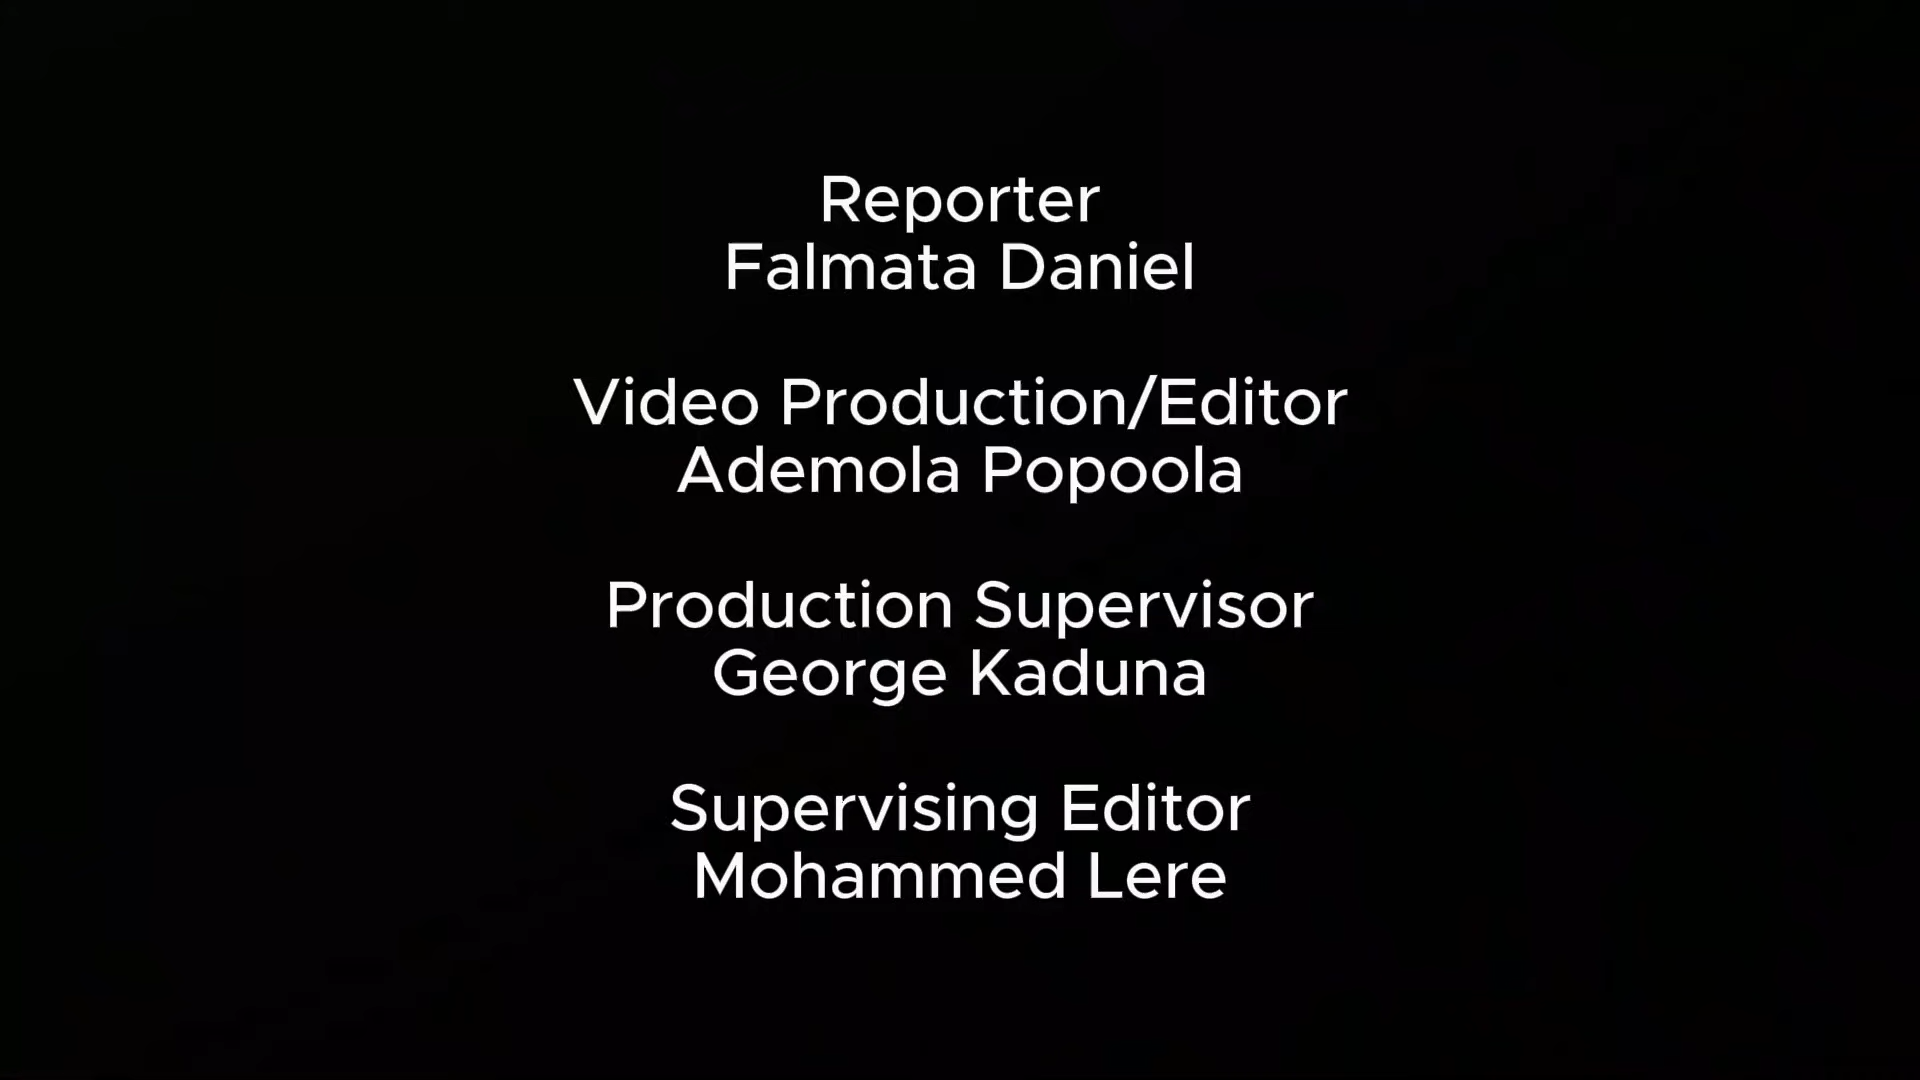 Reporter
Falmata Daniel
Video Production/Editor
Ademola Popoola
Production Supervisor
George Kaduna
Supervising Editor
Mohammed Lere